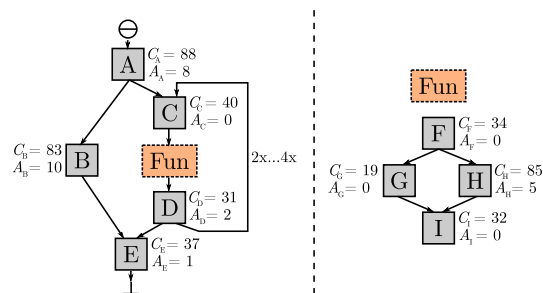 A
C_A = 88
A_A = 8
C
C_C = 40
A_C = 0
B
C_B = 83
A_B = 10
Fun
2x...4x
D
C_D = 31
A_D = 2
E
C_E = 37
A_E = 1
Fun
F
C_F = 34
A_F = 0
G
C_G = 19
A_G = 0
H
C_H = 85
A_H = 5
I
C_I = 32
A_I = 0